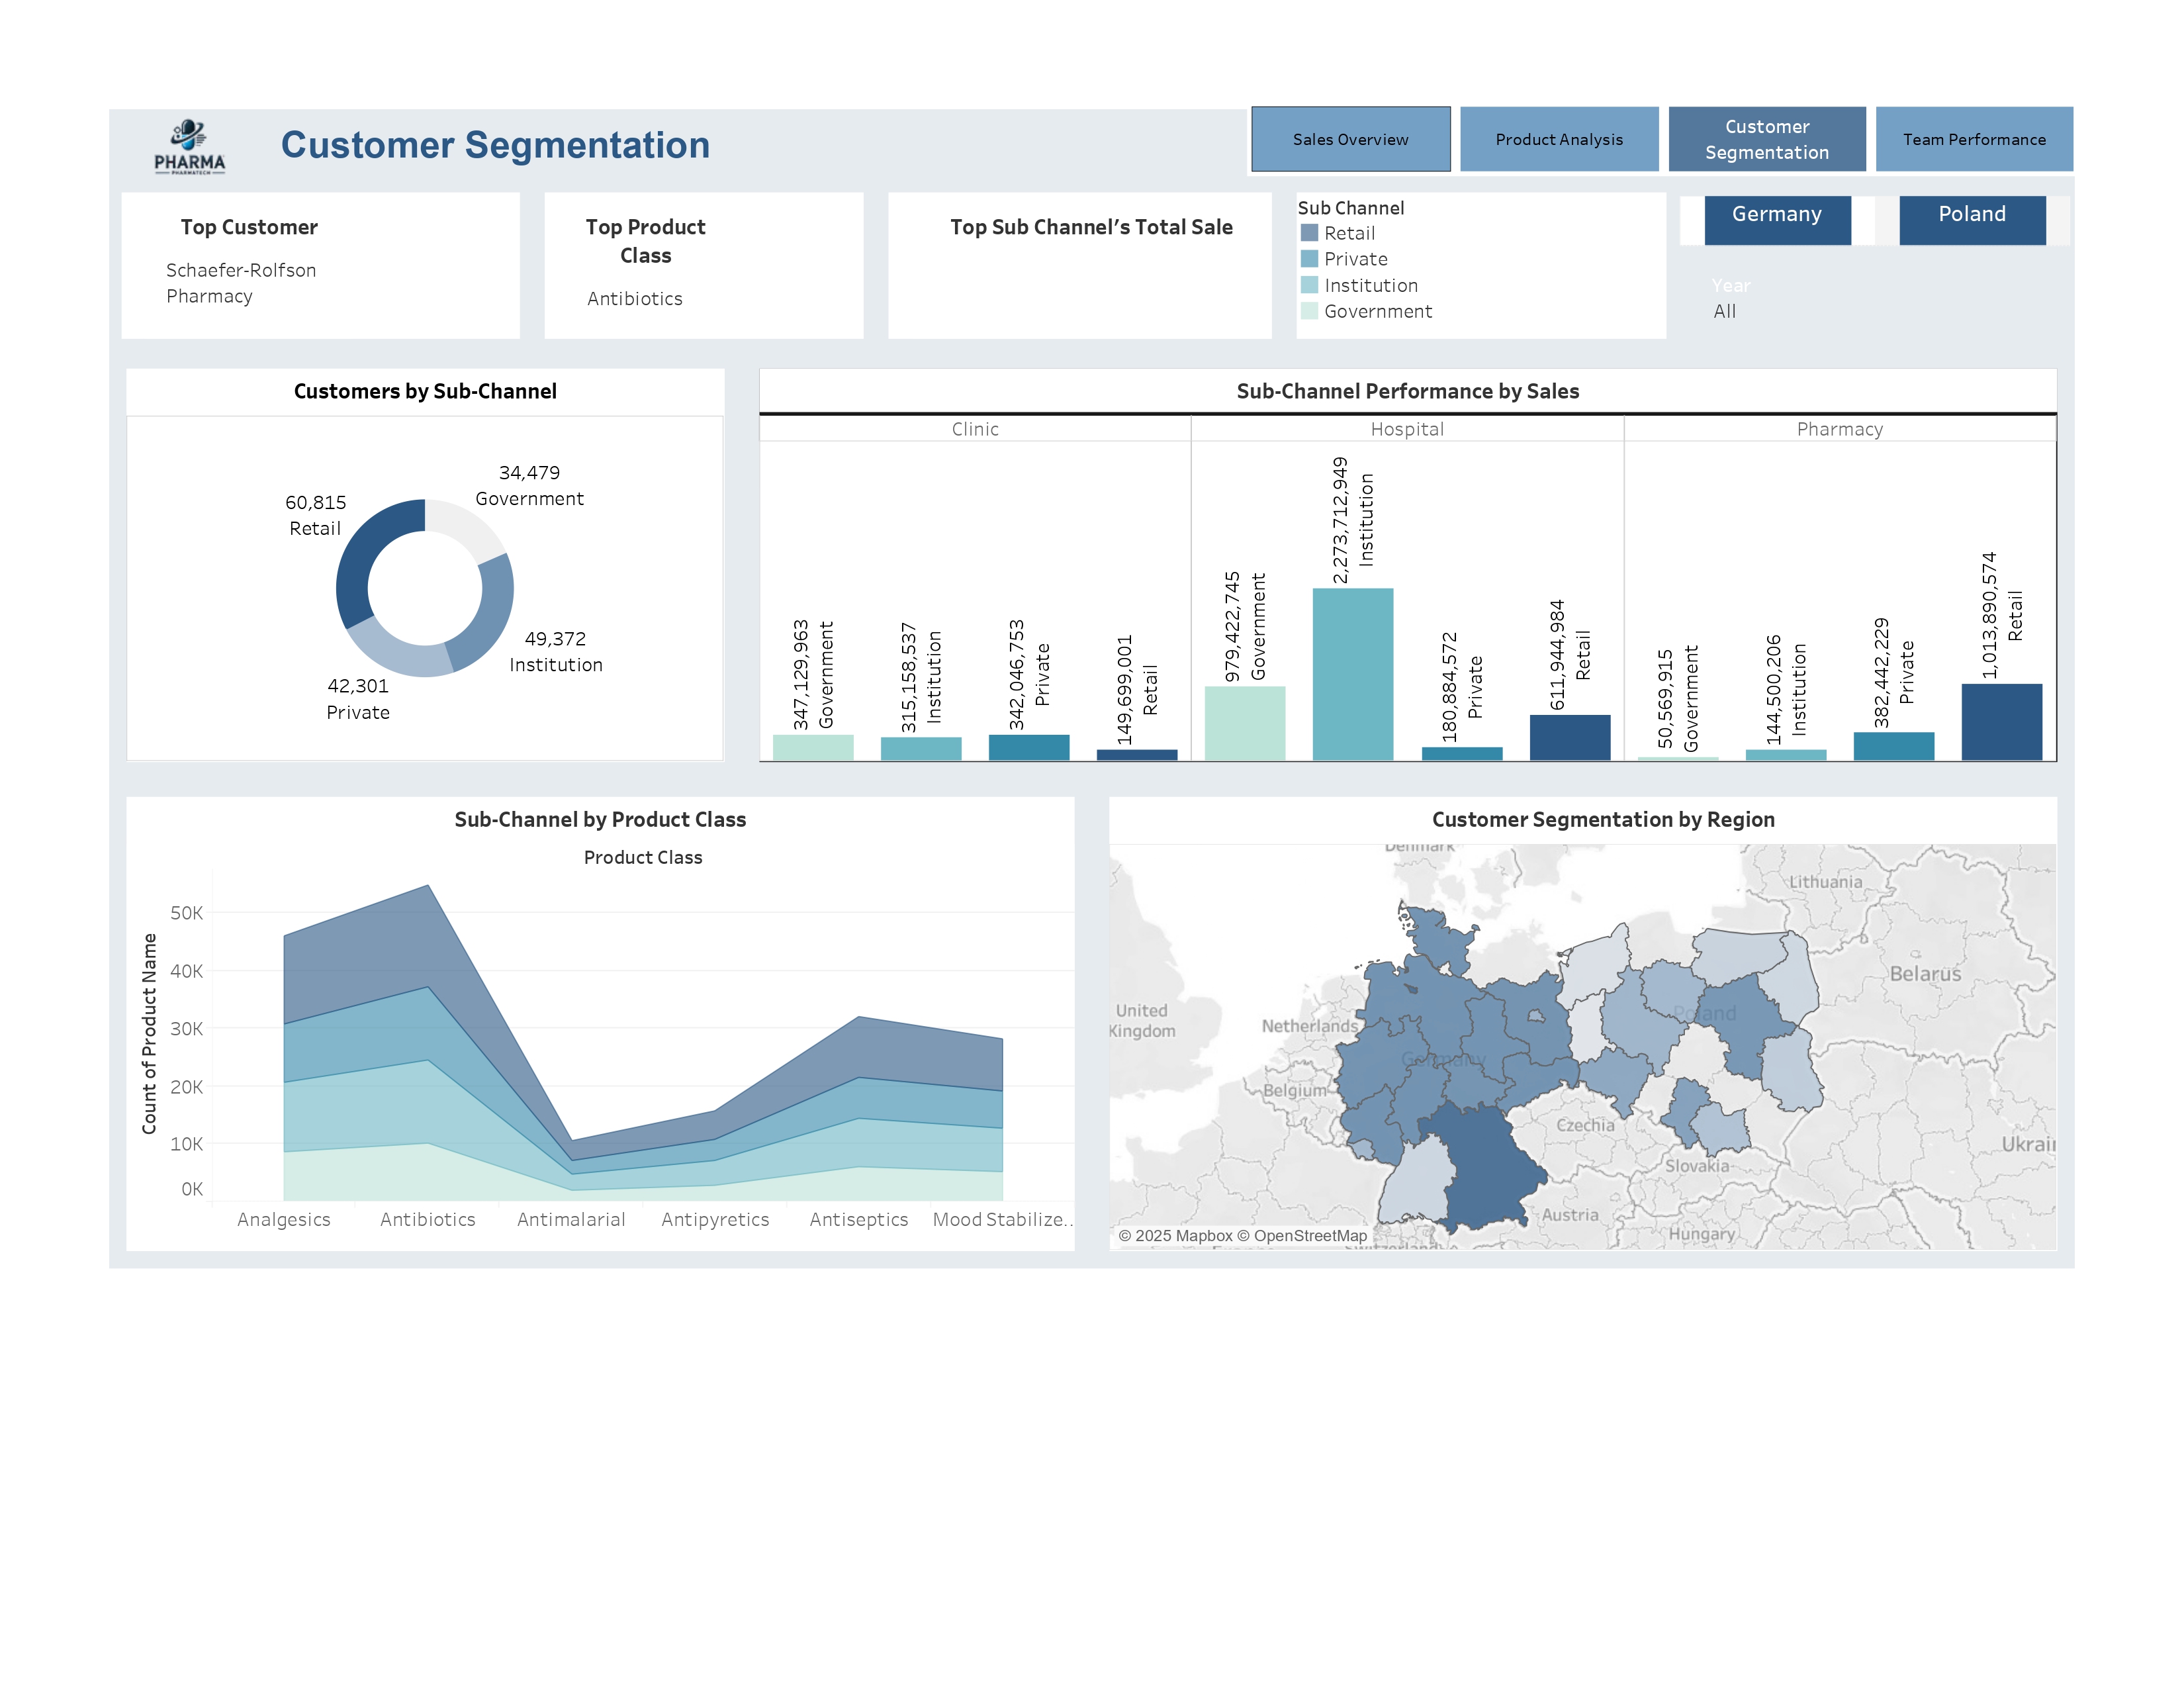 PHARMA
PHARMATECH
Customer Segmentation
Sales Overview
Product Analysis
Customer
Segmentation
Team Performance
Top Customer
Schaefer-Rolfson
Pharmacy
Top Product
Class
Antibiotics
Top Sub Channel's Total Sale
Sub Channel
Retail
Private
Institution
Government
Germany
Poland
Year
All
Customers by Sub-Channel
34,479
Government
60,815
Retail
49,372
Institution
42,301
Private
Sub-Channel Performance by Sales
Clinic
Hospital
Pharmacy
347,129,963
Government
315,158,537
Institution
342,046,753
Private
149,699,001
Retail
979,422,745
Government
2,273,712,949
Institution
180,884,572
Private
611,944,984
Retail
50,569,915
Government
144,500,206
Institution
382,442,229
Private
1,013,890,574
Retail
Sub-Channel by Product Class
Product Class
Count of Product Name
50K
40K
30K
20K
10K
0K
Analgesics
Antibiotics
Antimalarial
Antipyretics
Antiseptics
Mood Stabilize..
Customer Segmentation by Region
Denmark
Lithuania
Belarus
United
Kingdom
Netherlands
Poland
Germany
Belgium
Czechia
Ukrai
Slovakia
Austria
Hungary
Switzerland
© 2025 Mapbox © OpenStreetMap